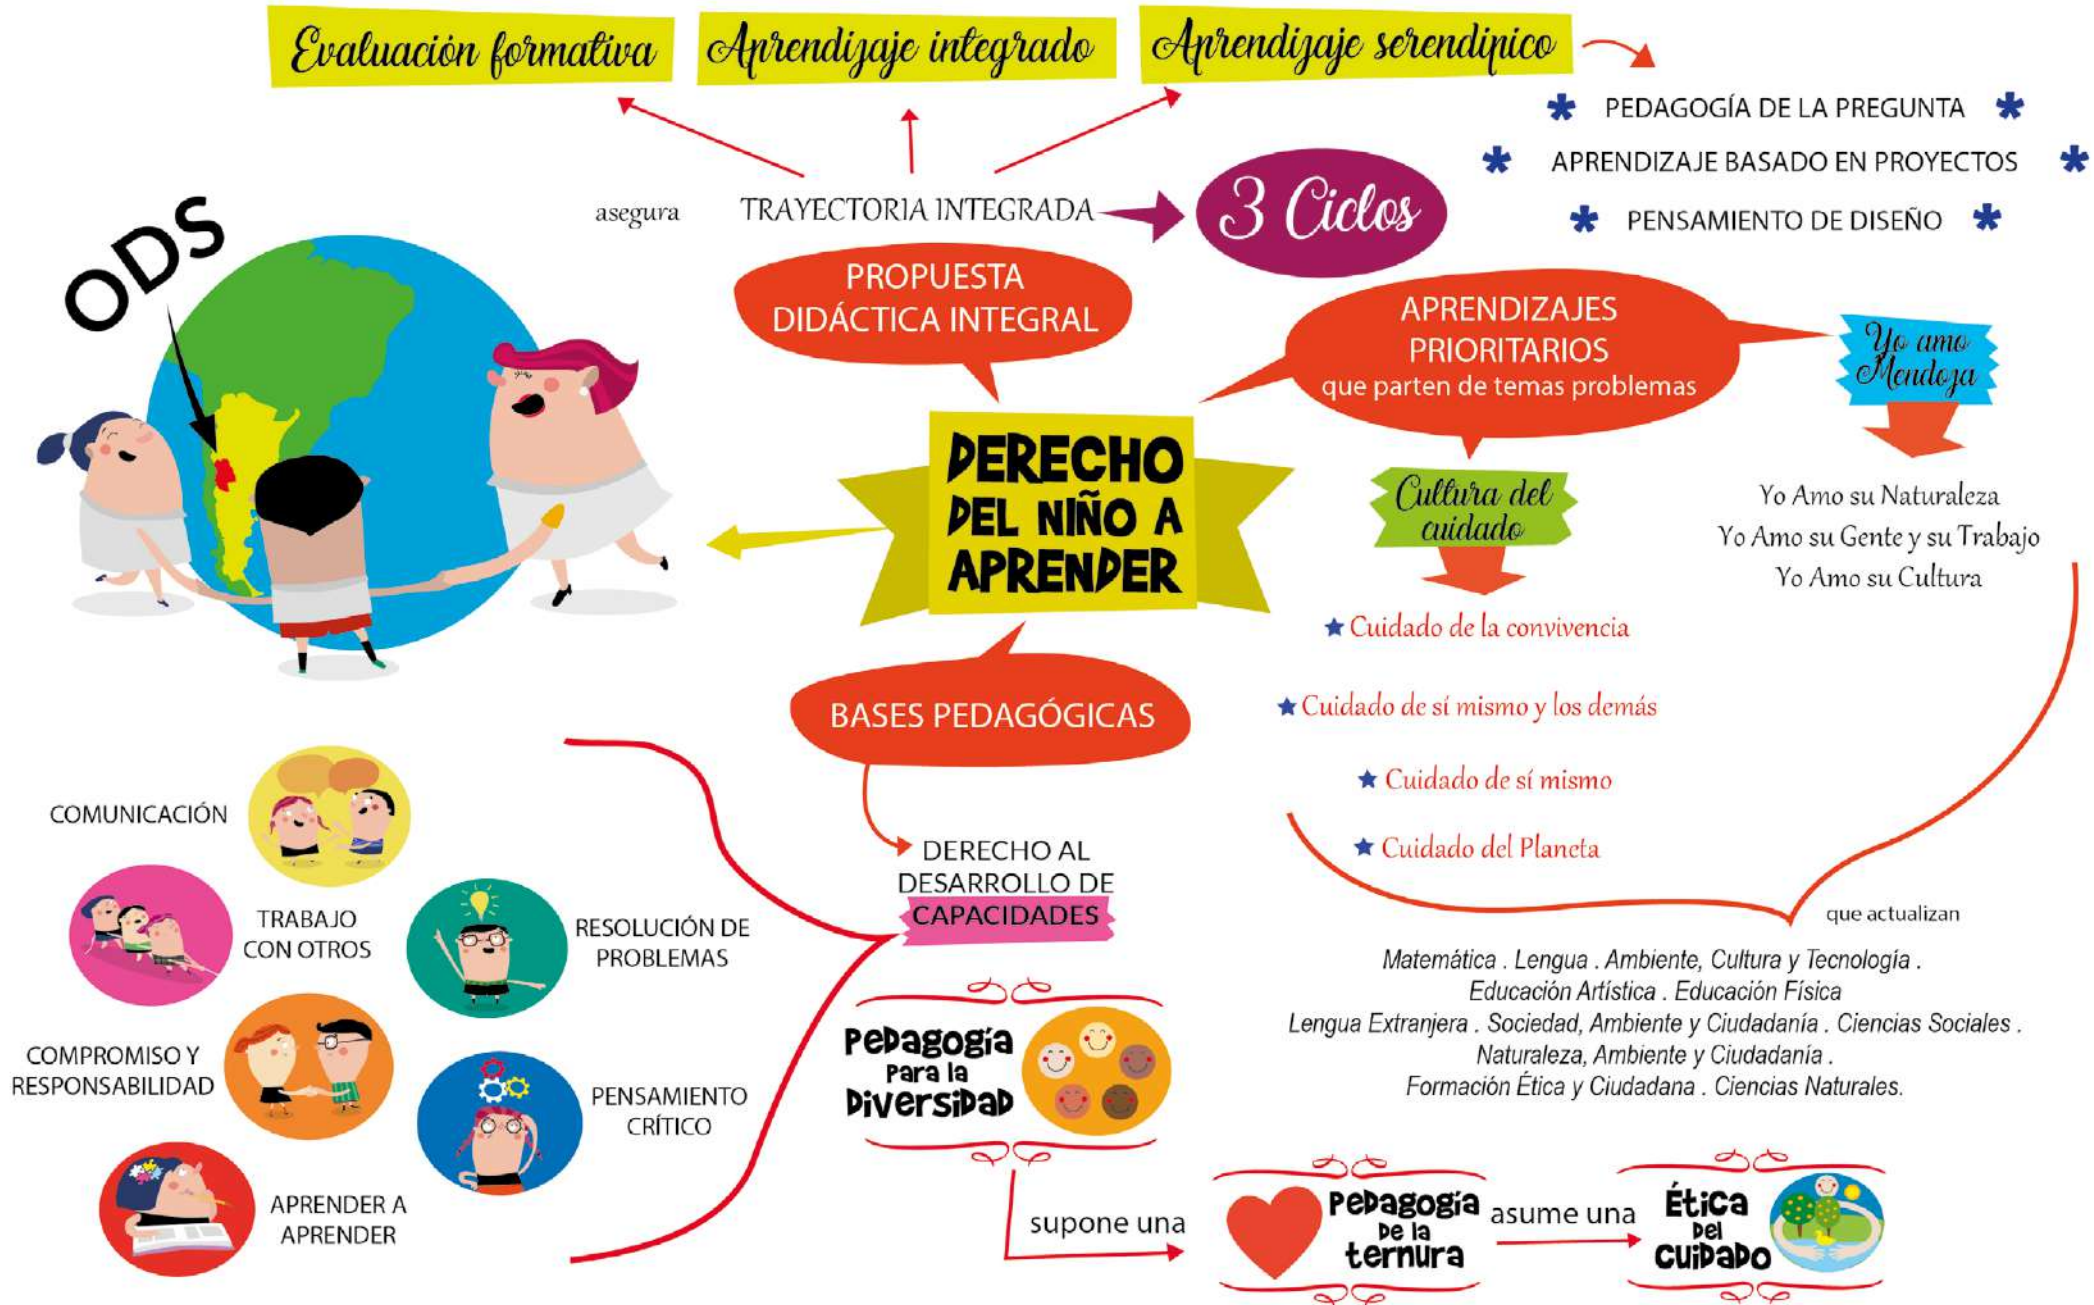 Evaluación formativa
Aprendizaje integrado
Aprendizaje serendípico
* PEDAGOGÍA DE LA PREGUNTA *
* APRENDIZAJE BASADO EN PROYECTOS *
* PENSAMIENTO DE DISEÑO *
asegura
TRAYECTORIA INTEGRADA
3 Ciclos
ODS
PROPUESTA
DIDÁCTICA INTEGRAL
APRENDIZAJES
PRIORITARIOS
que parten de temas problemas
Yo amo
Mendoza
Yo Amo su Naturaleza
Yo Amo su Gente y su Trabajo
Yo Amo su Cultura
DERECHO
DEL NIÑO A
APRENDER
Cultura del
cuidado
Cuidado de la convivencia
Cuidado de sí mismo y los demás
Cuidado de sí mismo
Cuidado del Planeta
BASES PEDAGÓGICAS
DERECHO AL
DESARROLLO DE
CAPACIDADES
COMUNICACIÓN
TRABAJO
CON OTROS
RESOLUCIÓN DE
PROBLEMAS
COMPROMISO Y
RESPONSABILIDAD
PENSAMIENTO
CRÍTICO
APRENDER A
APRENDER
que actualizan
Matemática . Lengua . Ambiente, Cultura y Tecnología .
Educación Artística . Educación Física
Lengua Extranjera . Sociedad, Ambiente y Ciudadanía . Ciencias Sociales .
Naturaleza, Ambiente y Ciudadanía .
Formación Ética y Ciudadana . Ciencias Naturales.
Pedagogía
para la
Diversidad
supone una
Pedagogía
De la
ternura
asume una
Ética
Del
cuidado